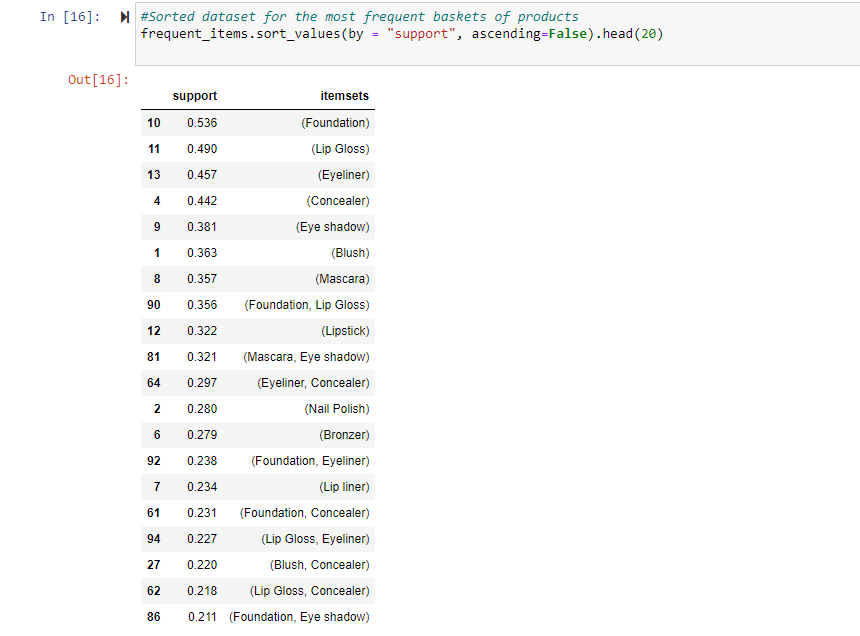 In [16]:
#Sorted dataset for the most frequent baskets of products
frequent_items.sort_values(by = "support", ascending=False).head(20)
Out[16]:
support itemsets
10 0.536 (Foundation)
11 0.490 (Lip Gloss)
13 0.457 (Eyeliner)
4 0.442 (Concealer)
9 0.381 (Eye shadow)
1 0.363 (Blush)
8 0.357 (Mascara)
90 0.356 (Foundation, Lip Gloss)
12 0.322 (Lipstick)
81 0.321 (Mascara, Eye shadow)
64 0.297 (Eyeliner, Concealer)
2 0.280 (Nail Polish)
6 0.279 (Bronzer)
92 0.238 (Foundation, Eyeliner)
7 0.234 (Lip liner)
61 0.231 (Foundation, Concealer)
94 0.227 (Lip Gloss, Eyeliner)
27 0.220 (Blush, Concealer)
62 0.218 (Lip Gloss, Concealer)
86 0.211 (Foundation, Eye shadow)